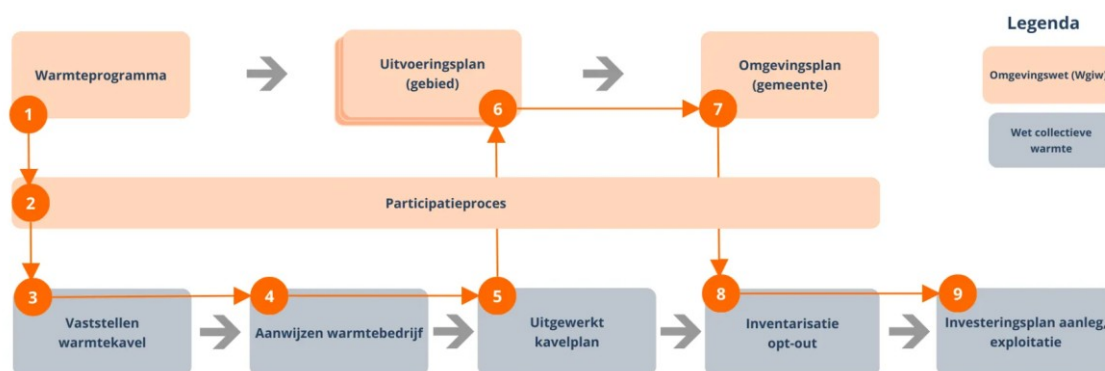 Legenda
Warmteprogramma
Uitvoeringsplan
(gebied)
Omgevingsplan
(gemeente)
Omgevingswet (Wgiw)
1
6
7
Wet collectieve
warmte
2
Participatieproces
3
4
5
8
9
Vaststellen
warmtekavel
Aanwijzen warmtebedrijf
Uitgewerkt
kavelplan
Inventarisatie
opt-out
Investeringsplan aanleg,
exploitatie